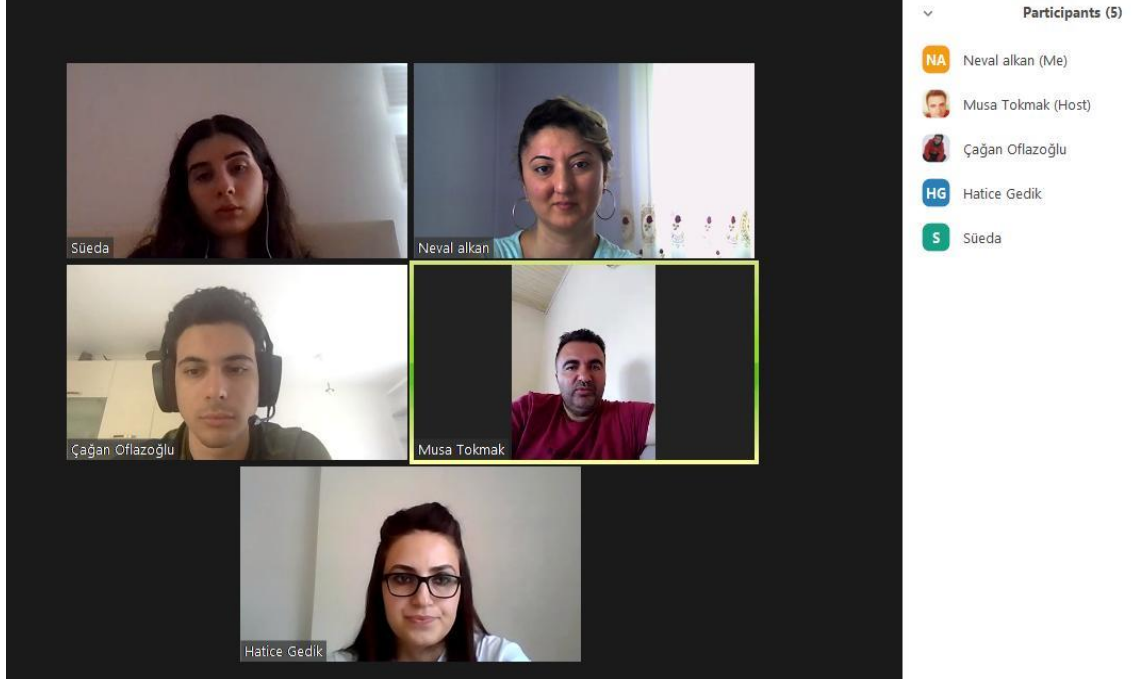 Süeda
Neval alkan
Çağan Oflazoğlu
Musa Tokmak
Hatice Gedik
Participants (5)
NA
Neval alkan (Me)
Musa Tokmak (Host)
Çağan Oflazoğlu
HG
Hatice Gedik
S
Süeda